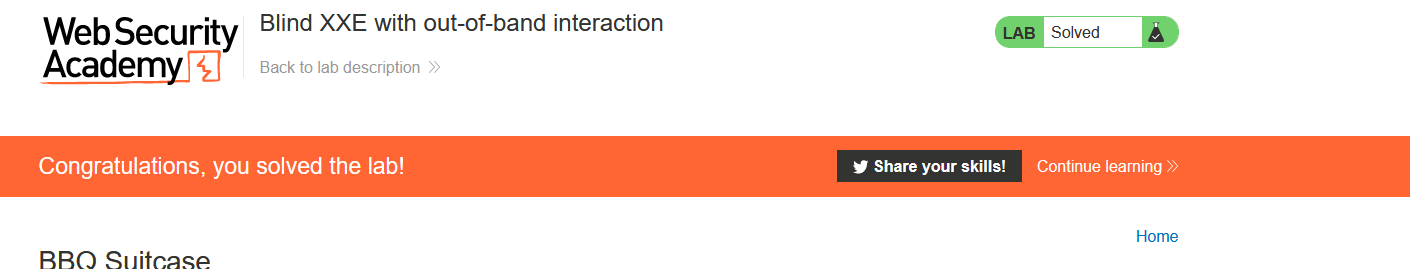 Web Security
Academy
Blind XXE with out-of-band interaction
Back to lab description
LAB Solved
Congratulations, you solved the lab!
Share your skills!
Continue learning
Home
BBQ Suitcase